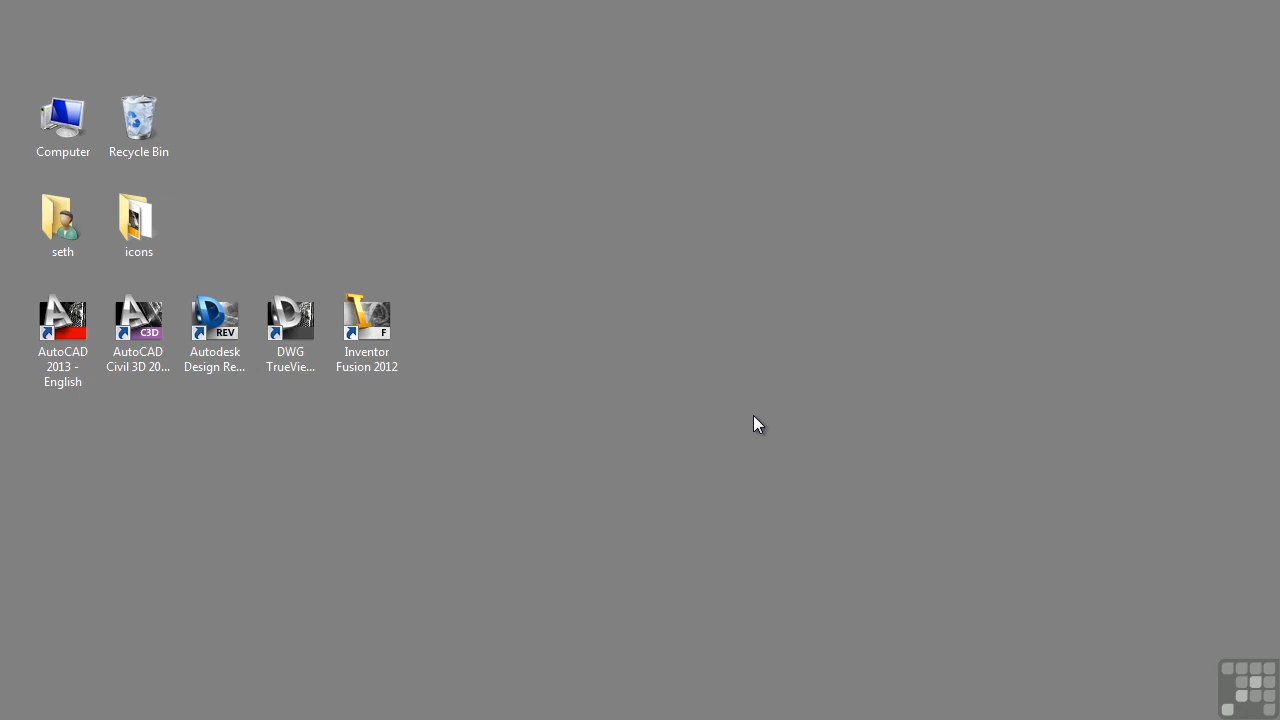 Computer
Recycle Bin
seth
icons
REV
C3D
F
AutoCAD
2013 -
English
AutoCAD
Civil 3D 20...
Autodesk
Design Re...
DWG
TrueVie...
Inventor
Fusion 2012